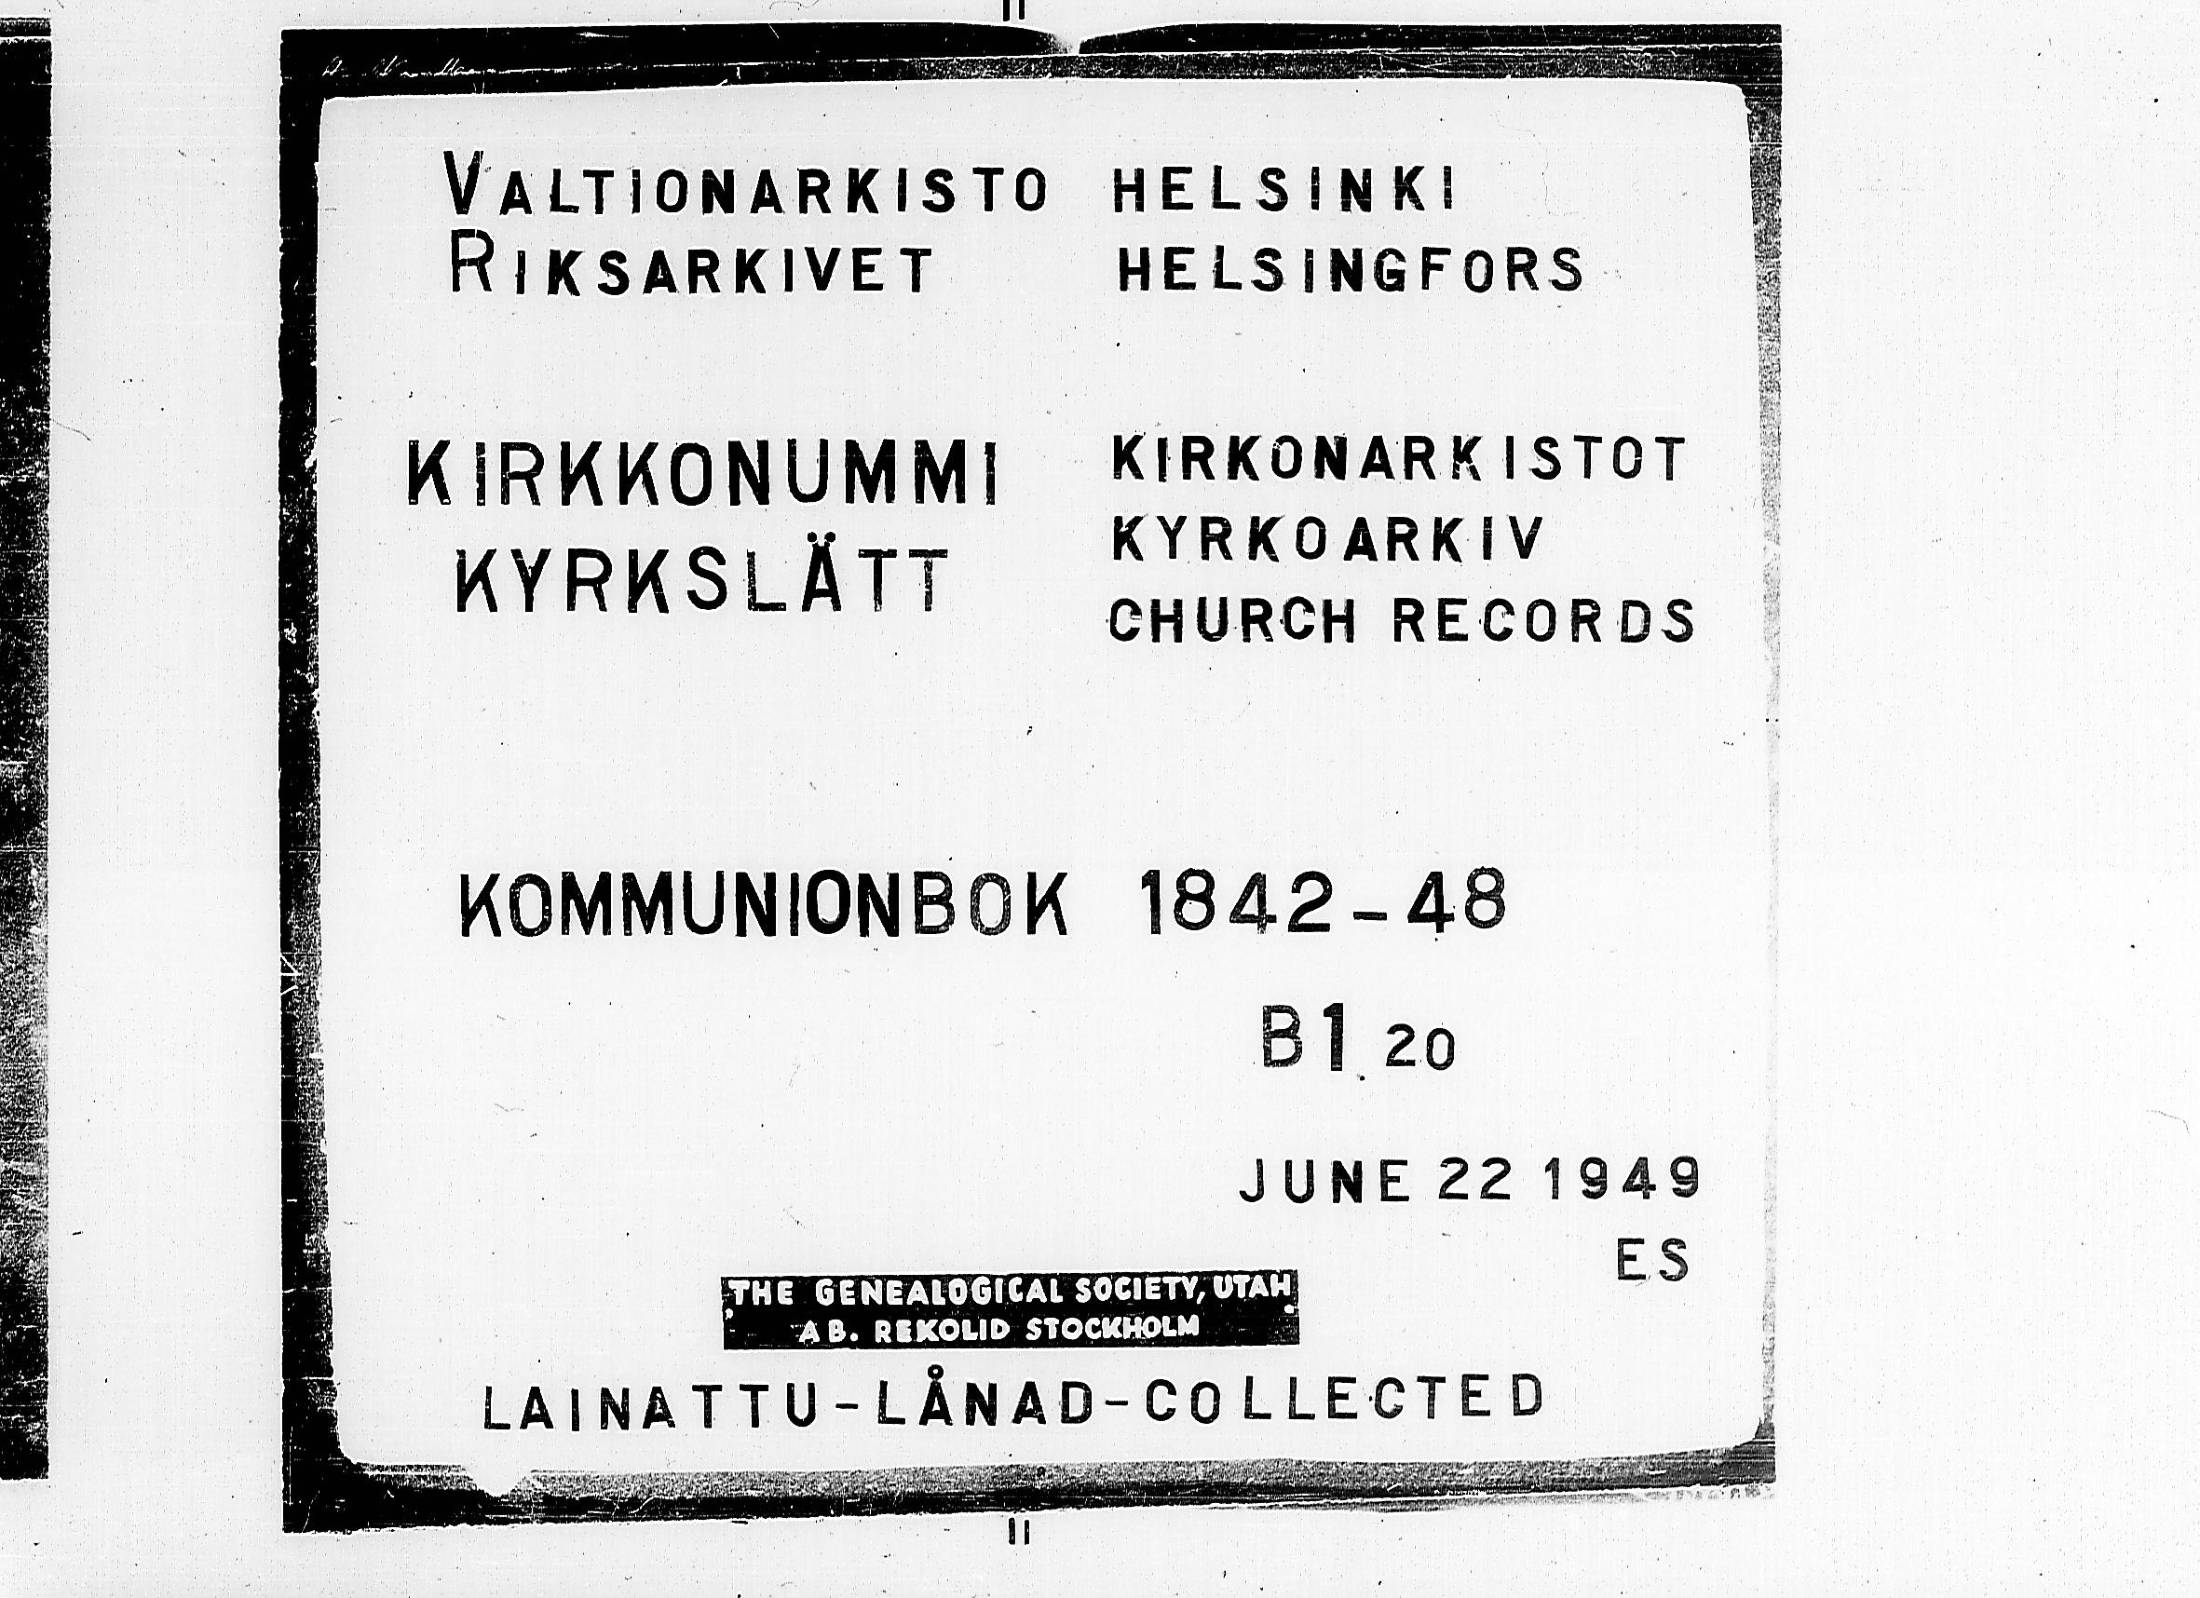 VALTIONARKISTO HELSINKI
RIKSARKIVET HELSINGFORS
KIRKKONUMMI
KYRKSLÄTT
KIRKONARKISTOT
KYRKOARKIV
CHURCH RECORDS
KOMMUNIONBOK 1842-48
B1.20
JUNE 22 1949
ES
THE GENEALOGICAL SOCIETY, UTAH.
AB. REKOLID STOCKHOLM
LAINATTU-LÅNAD-COLLECTED